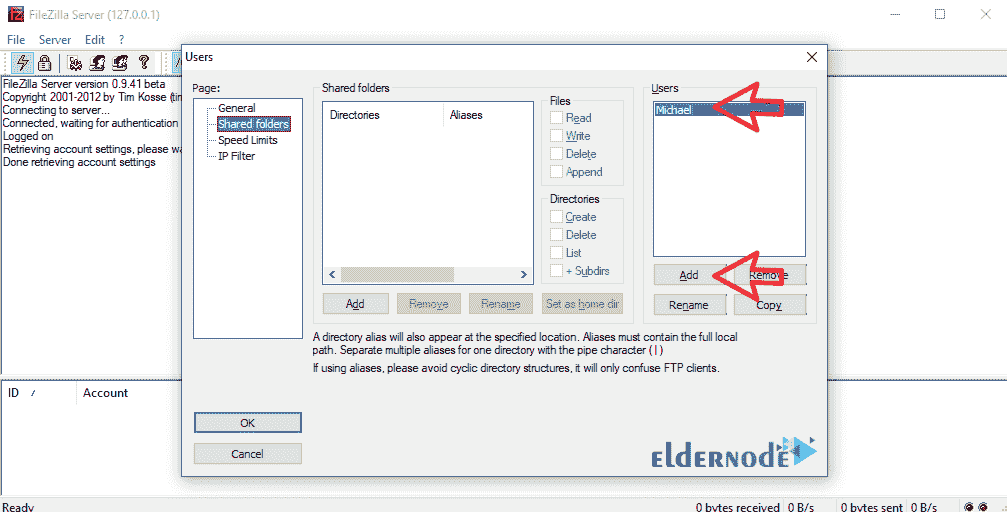 FileZilla Server (127.0.0.1)
File Server Edit ?
FileZilla Server version 0.9.41 beta
Copyright 2001-2012 by Tim Kosse (tim
Connecting to server...
Connected, waiting for authentication
Logged on
Retrieving account settings, please wa
Done retrieving account settings
Users
Page:
General
Shared folders
Speed Limits
IP Filter
Shared folders
Directories Aliases
Files
Read
Write
Delete
Append
Directories
Create
Delete
List
+ Subdirs
Add Remove Rename Set as home dir
Users
Michael
Add Remove
Rename Copy
A directory alias will also appear at the specified location. Aliases must contain the full local
path. Separate multiple aliases for one directory with the pipe character (|)
If using aliases, please avoid cyclic directory structures, it will only confuse FTP clients.
OK
Cancel
eldernode
ID / Account
Ready 0 bytes received 0 B/s 0 bytes sent 0 B/s